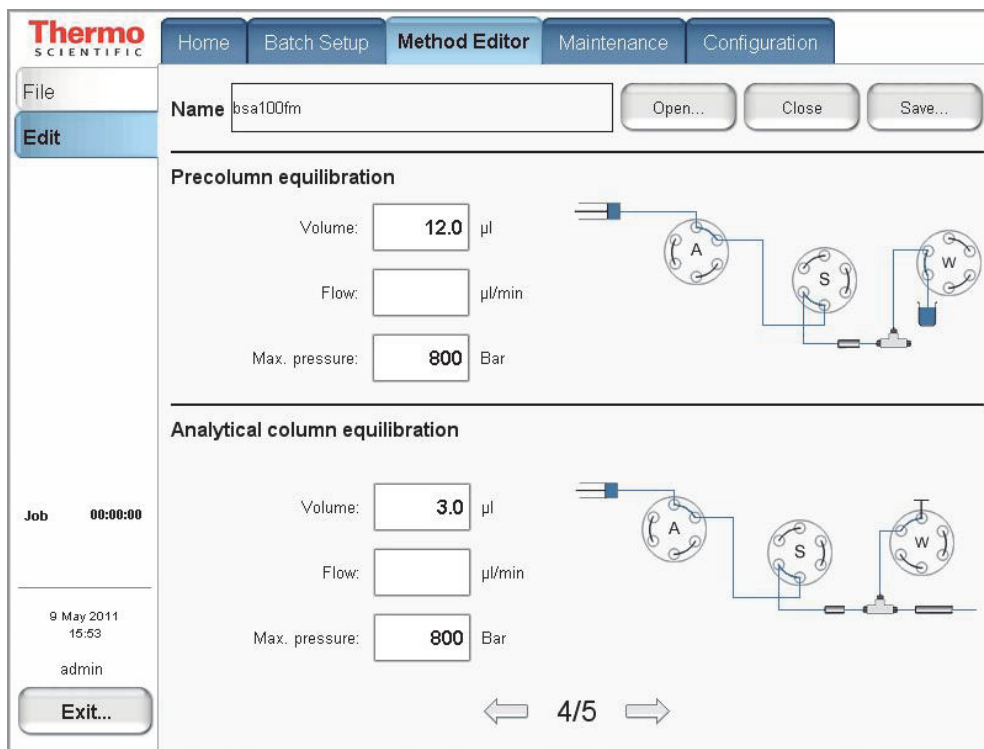 Thermo
SCIENTIFIC
Home Batch Setup Method Editor Maintenance Configuration
File
Edit
Name bsa100fm Open... Close Save...
Precolumn equilibration
Volume: 12.0 µl
Flow: µl/min
Max. pressure: 800 Bar
A
S
W
Analytical column equilibration
Volume: 3.0 µl
Flow: µl/min
Max. pressure: 800 Bar
A
S
W
Job 00:00:00
9 May 2011
15:53
admin
Exit...
4/5